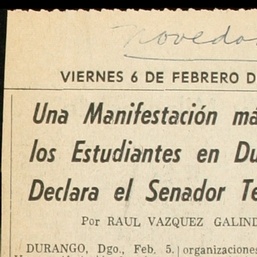 Novedad
VIERNES 6 DE FEBRERO D
Una Manifestación má
los Estudiantes en Du
Declara el Senador Te
Por RAUL VAZQUEZ GALIND
DURANGO, Dgo., Feb. 5.) organizaciones